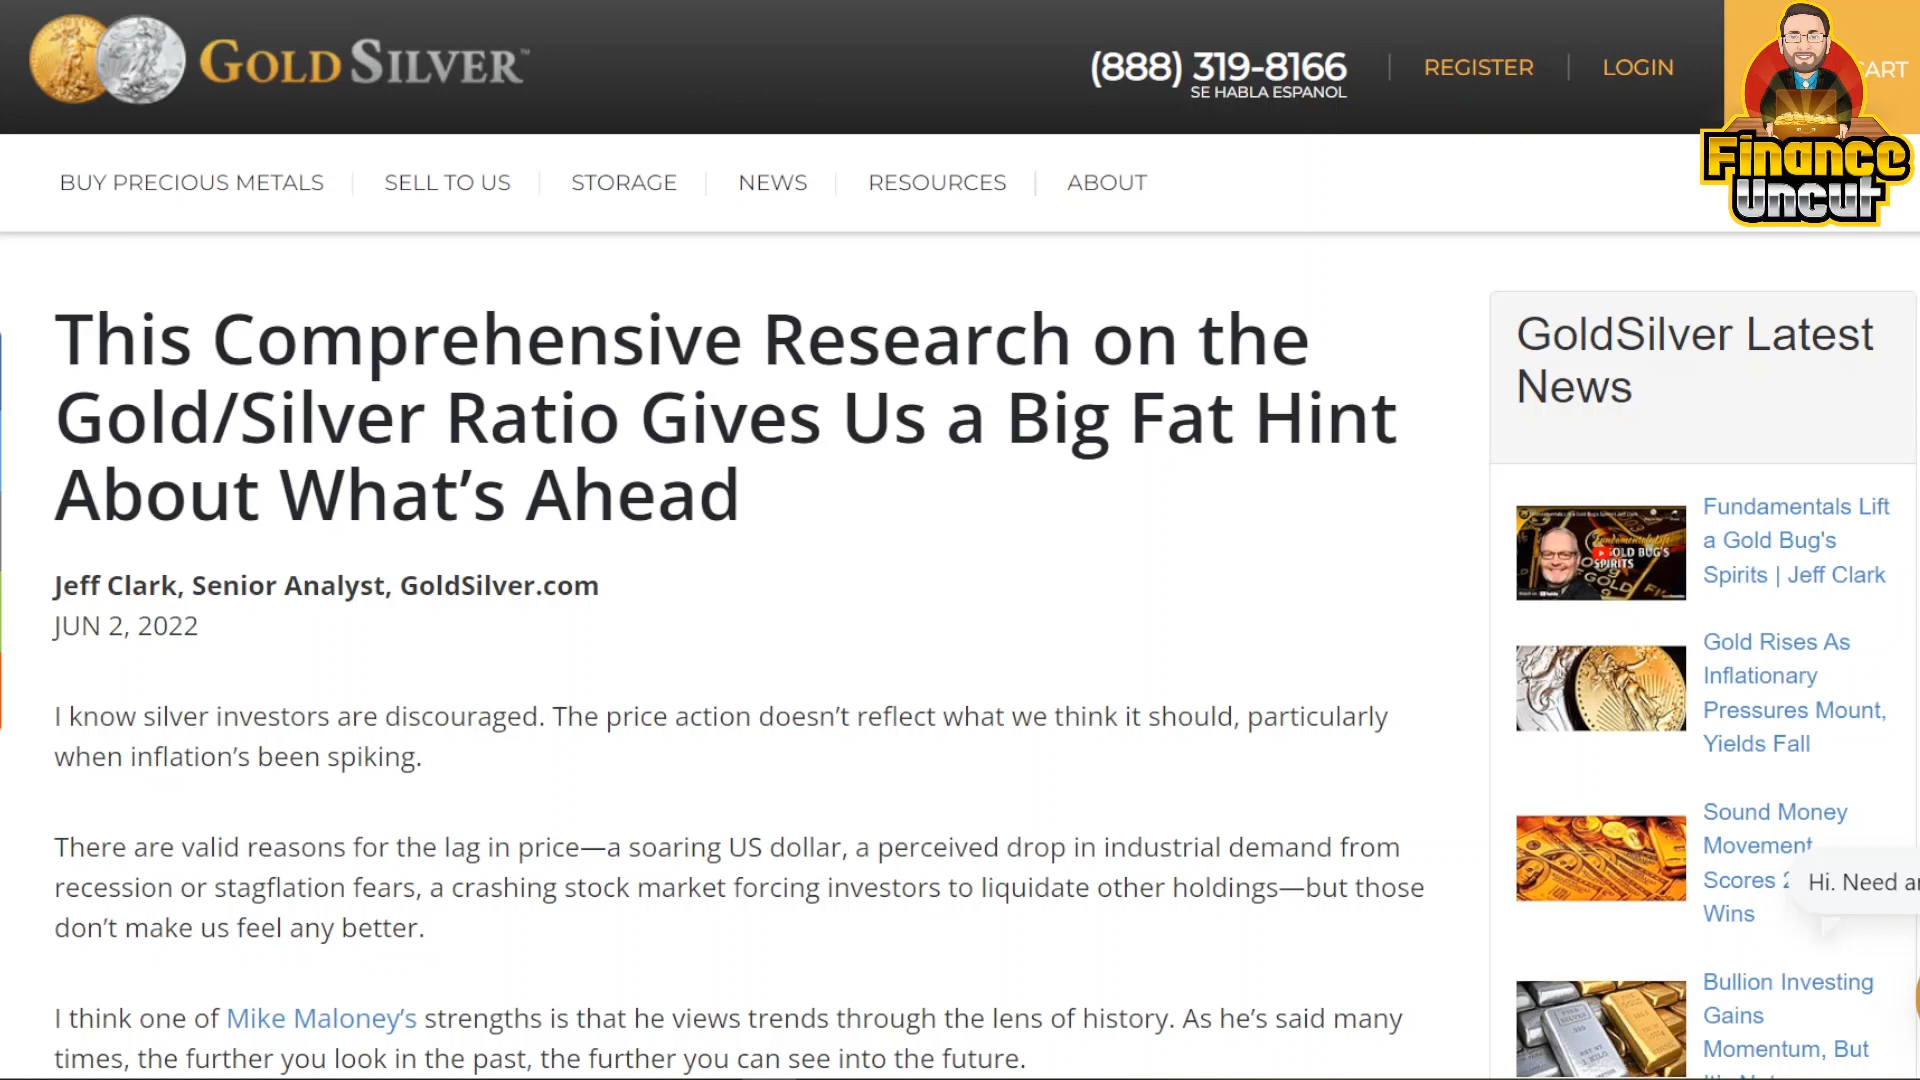 GOLD SILVER™
(888) 319-8166
SE HABLA ESPANOL
REGISTER
LOGIN
ART
Finance
Uncut
BUY PRECIOUS METALS
SELL TO US
STORAGE
NEWS
RESOURCES
ABOUT
This Comprehensive Research on the
Gold/Silver Ratio Gives Us a Big Fat Hint
About What’s Ahead
Jeff Clark, Senior Analyst, GoldSilver.com
JUN 2, 2022
I know silver investors are discouraged. The price action doesn’t reflect what we think it should, particularly
when inflation’s been spiking.
There are valid reasons for the lag in price—a soaring US dollar, a perceived drop in industrial demand from
recession or stagflation fears, a crashing stock market forcing investors to liquidate other holdings—but those
don’t make us feel any better.
I think one of Mike Maloney’s strengths is that he views trends through the lens of history. As he’s said many
times, the further you look in the past, the further you can see into the future.
GoldSilver Latest
News
Fundamentals Lift
a Gold Bug's
Spirits | Jeff Clark
Gold Rises As
Inflationary
Pressures Mount,
Yields Fall
Sound Money
Movement
Scores
Wins
Hi. Need
Bullion Investing
Gains
Momentum, But